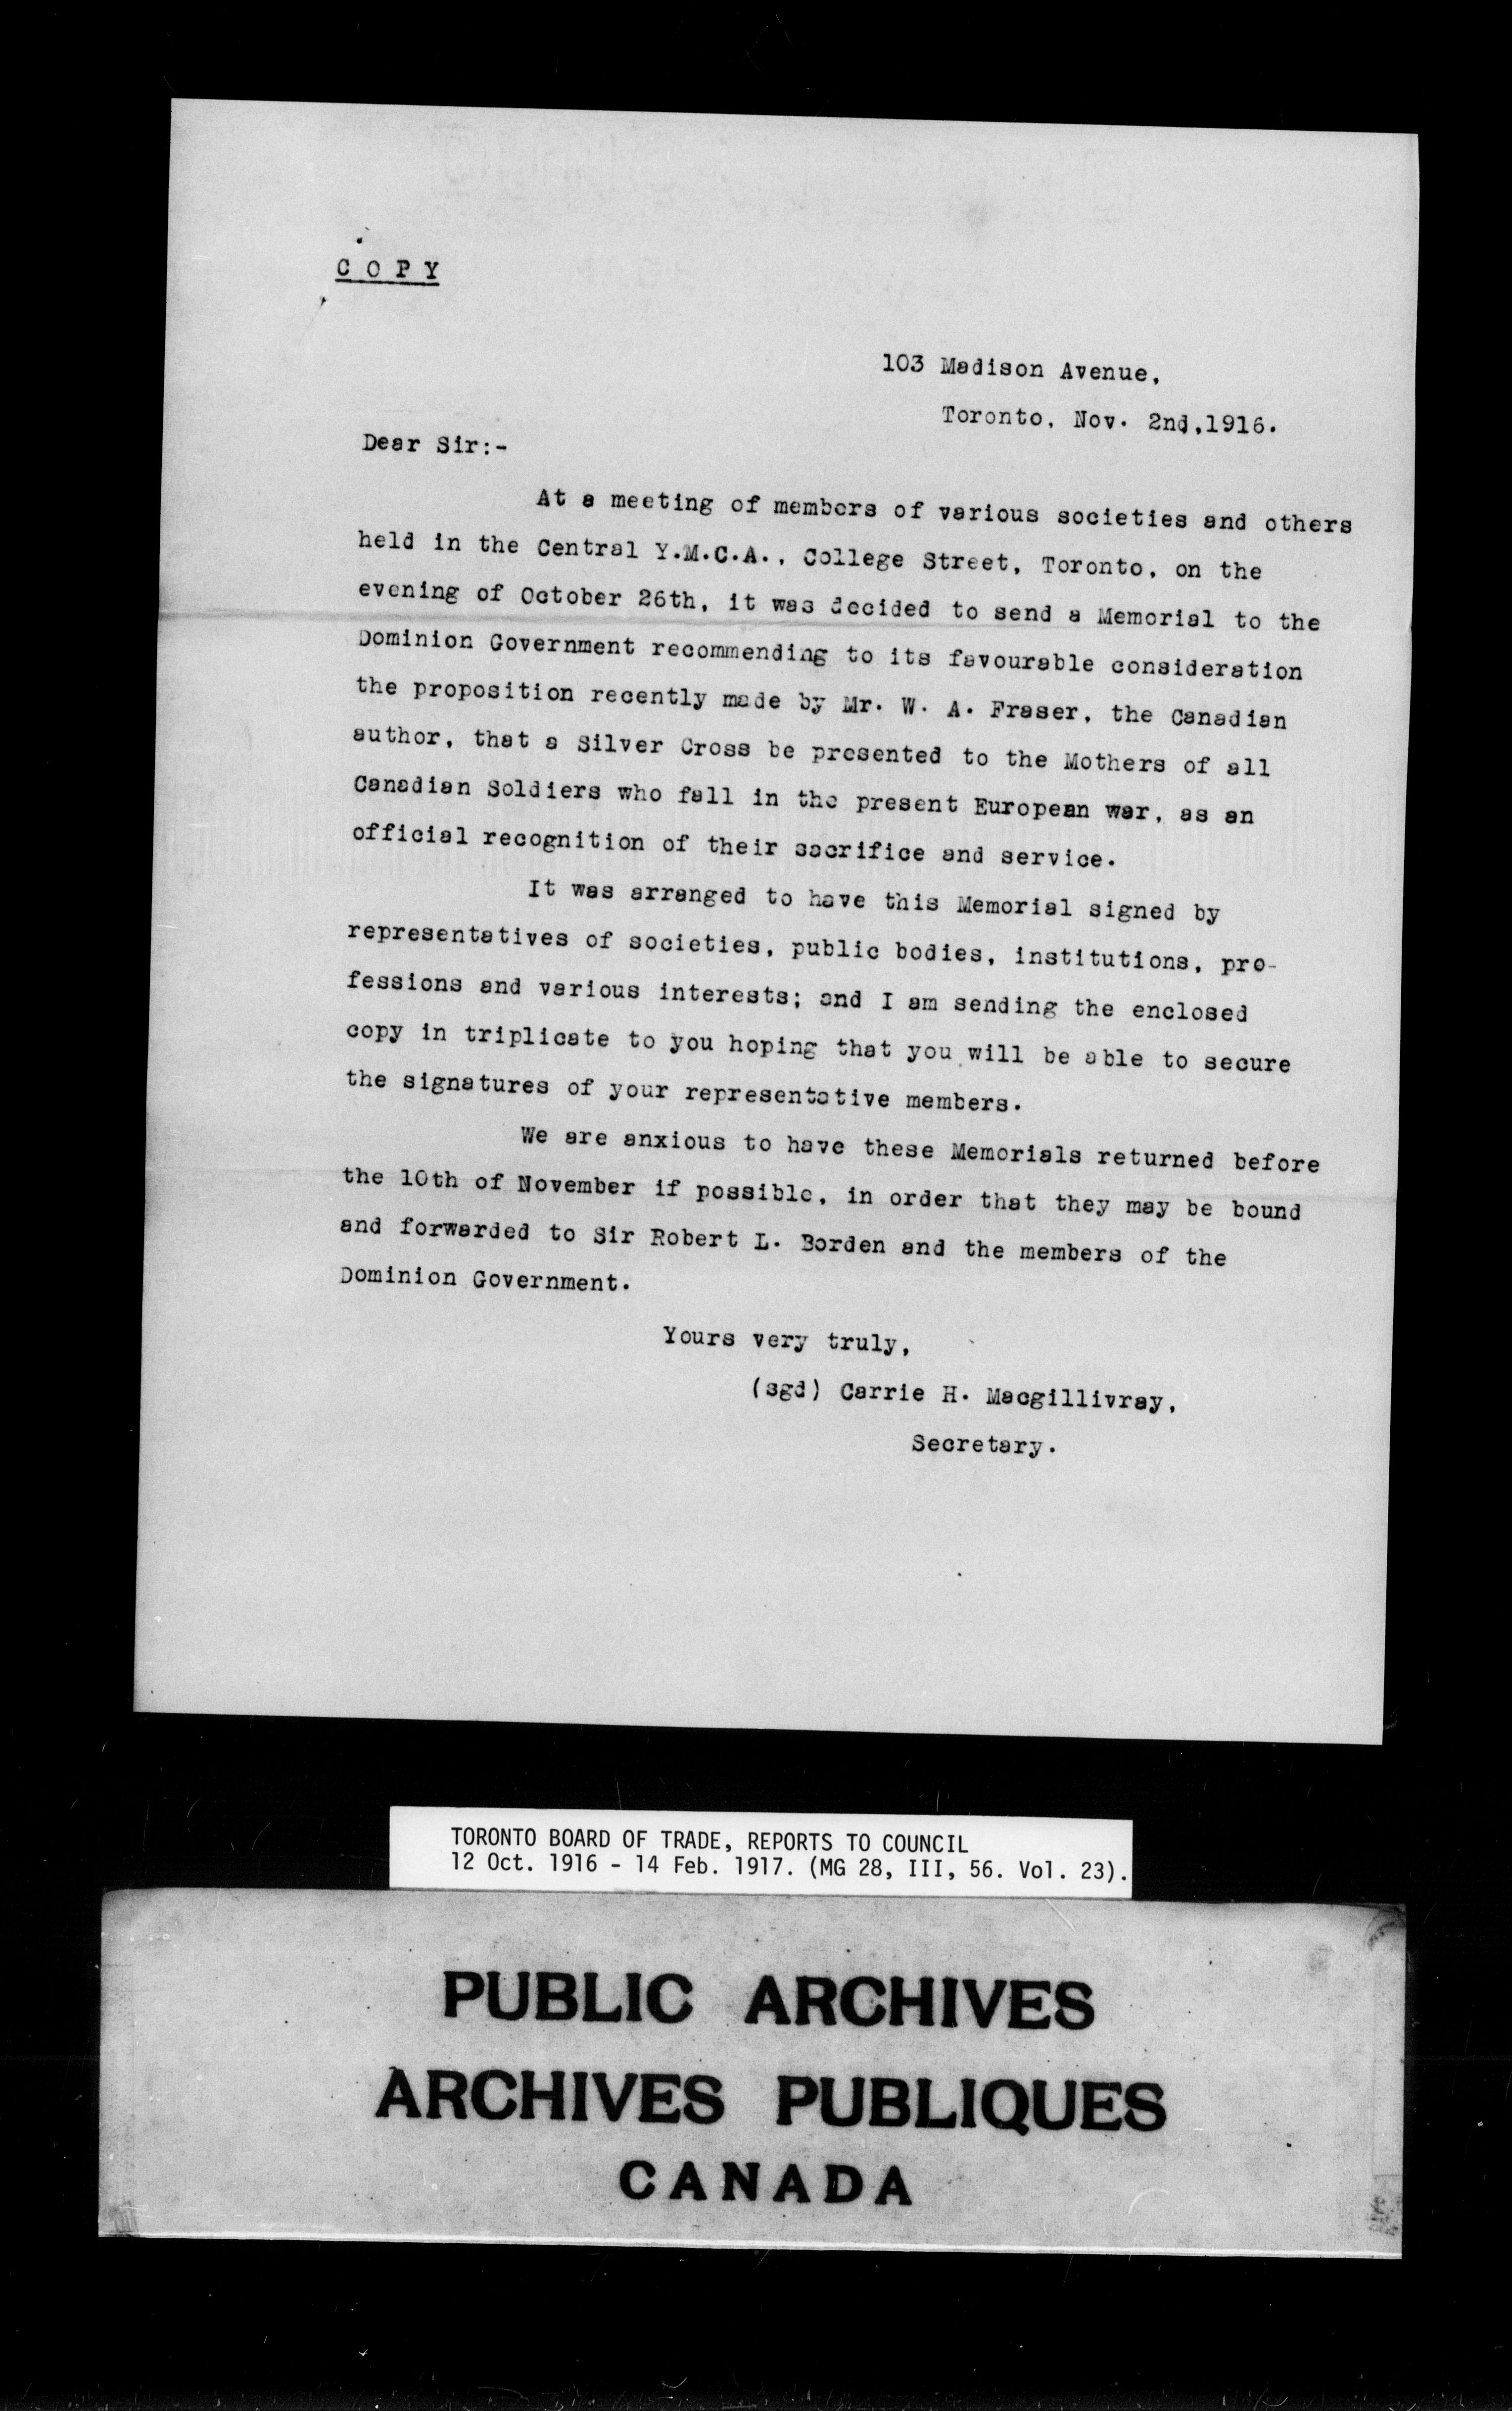 C O P Y
103 Madison Avenue,
Toronto, Nov. 2nd,1916.
Dear Sir:-
At a meeting of members of various societies and others
held in the Central Y.M.C.A., College Street, Toronto, on the
evening of October 26th, it was decided to send a Memorial to the
Dominion Government recommending to its favourable consideration
the proposition recently made by Mr. W. A. Fraser, the Canadian
author, that a Silver Cross be presented to the Mothers of all
Canadian Soldiers who fall in the present European war, as an
official recognition of their sacrifice and service.
It was arranged to have this Memorial signed by
representatives of societies, public bodies, institutions, pro-
fessions and various interests; and I am sending the enclosed
copy in triplicate to you hoping that you will be able to secure
the signatures of your representative members.
We are anxious to have these Memorials returned before
the 10th of November if possible, in order that they may be bound
and forwarded to Sir Robert L. Borden and the members of the
Dominion Government.
Yours very truly,
(sgd) Carrie H. Macgillivray,
Secretary.
TORONTO BOARD OF TRADE, REPORTS TO COUNCIL
12 Oct. 1916 - 14 Feb. 1917. (MG 28, III, 56. Vol. 23).
PUBLIC ARCHIVES
ARCHIVES PUBLIQUES
CANADA